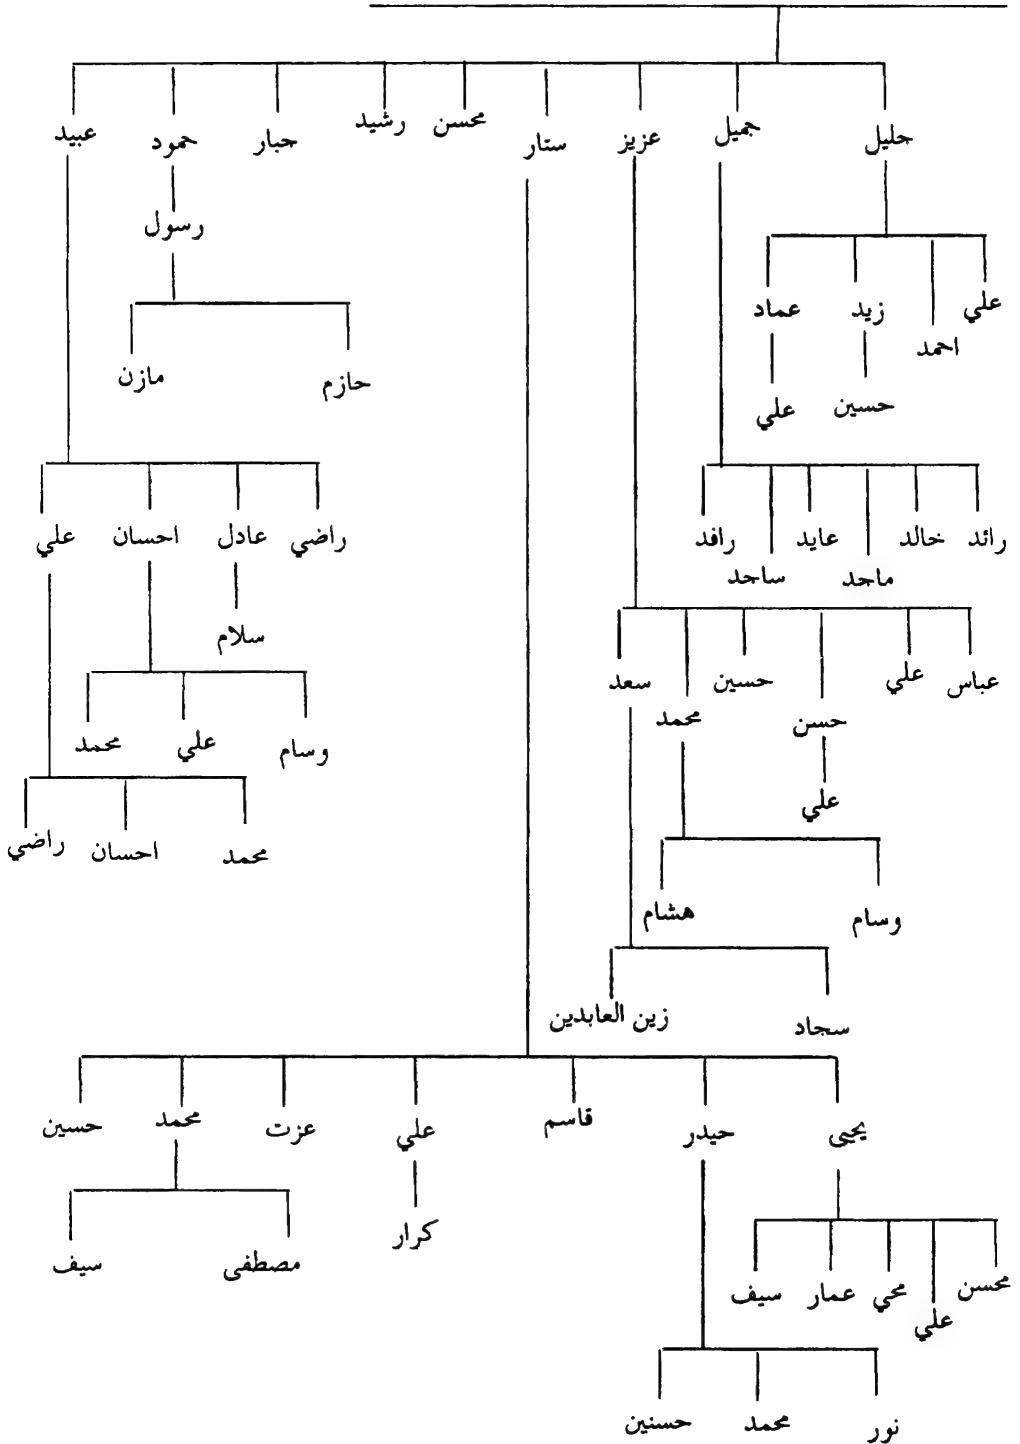 حليل جميل عزيز ستار محسن رشيد حبار حمود عبيد
رسول
علي احمد زيد عماد
حازم مازن
حسين علي
رائد خالد ماجد عايد ساجد رافد
راضي عادل احسان علي
سلام
عباس علي حسن حسين محمد سعد
وسام علي محمد
علي
محمد احسان راضي
وسام هشام
سجاد زين العابدين
يحيى حيدر قاسم علي عزت محمد حسين
كرار
مصطفى سيف
محسن علي محي عمار سيف
نور محمد حسنين